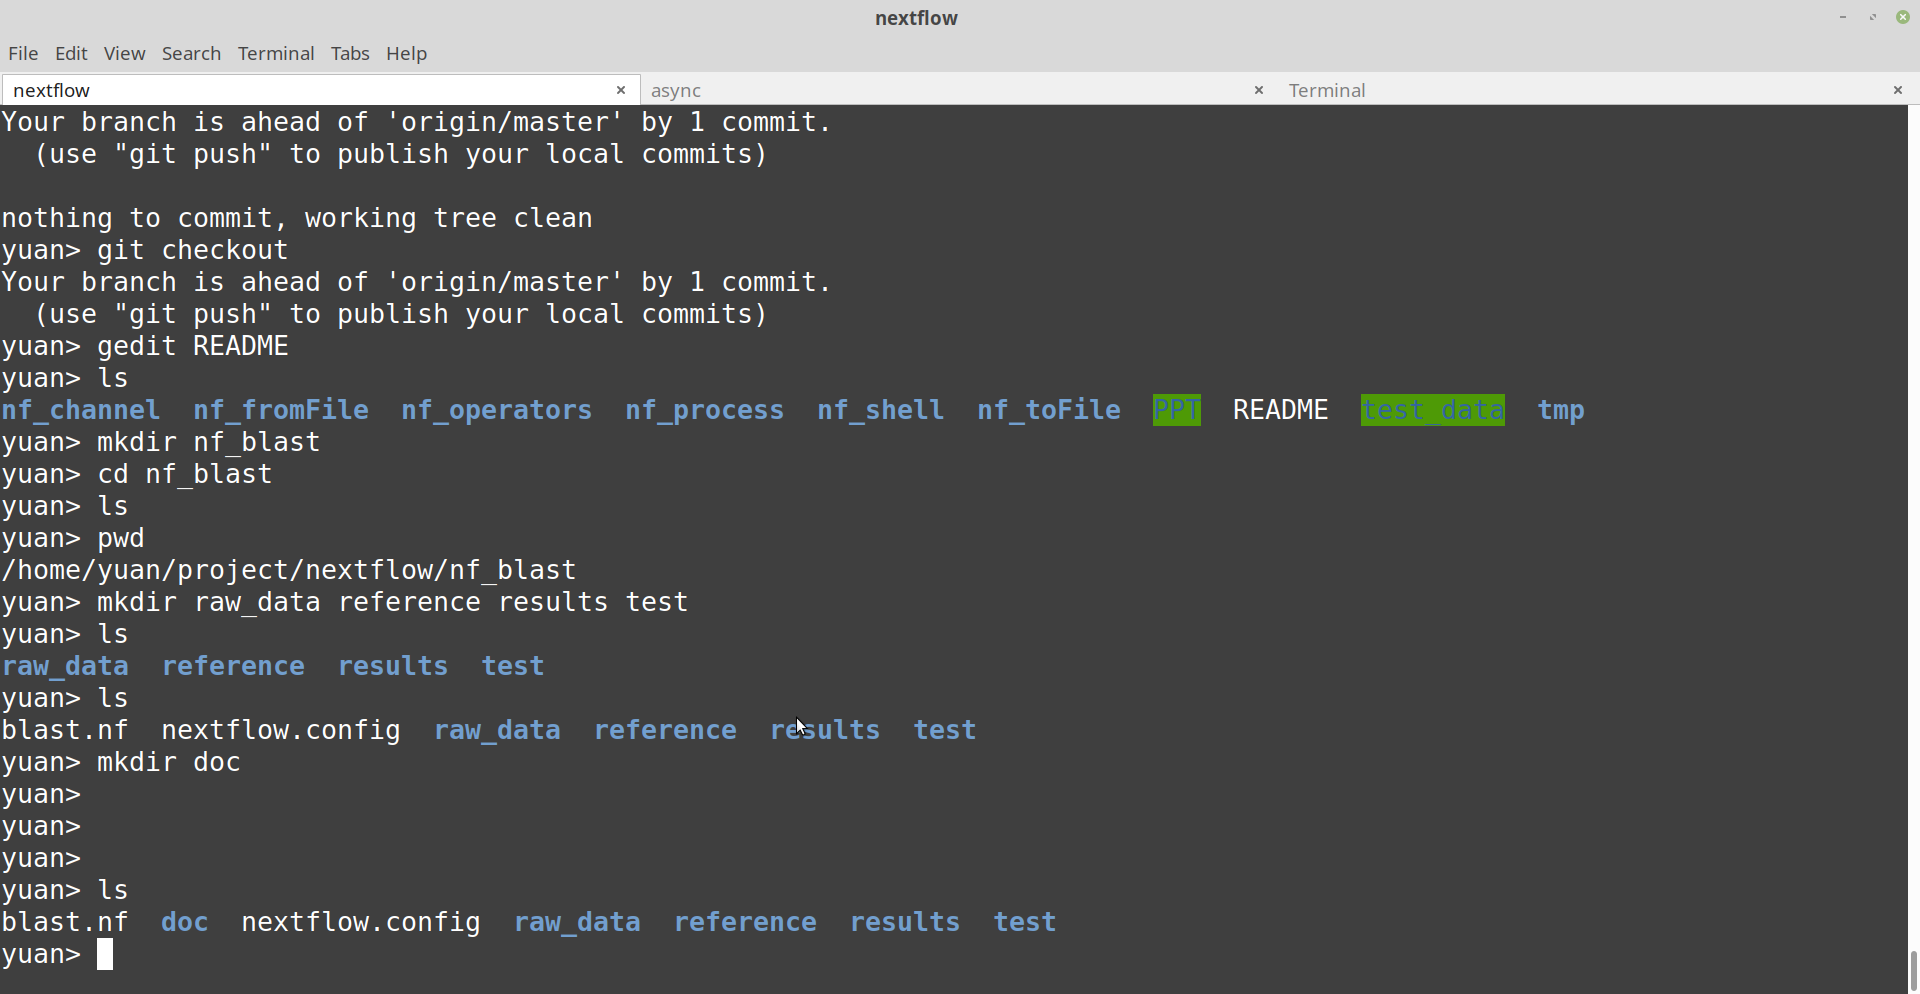 nextflow
File Edit View Search Terminal Tabs Help
nextflow × async × Terminal ×
Your branch is ahead of 'origin/master' by 1 commit.
  (use "git push" to publish your local commits)
nothing to commit, working tree clean
yuan> git checkout
Your branch is ahead of 'origin/master' by 1 commit.
  (use "git push" to publish your local commits)
yuan> gedit README
yuan> ls
nf_channel  nf_fromFile  nf_operators  nf_process  nf_shell  nf_toFile  PPT  README  test_data  tmp
yuan> mkdir nf_blast
yuan> cd nf_blast
yuan> ls
yuan> pwd
/home/yuan/project/nextflow/nf_blast
yuan> mkdir raw_data reference results test
yuan> ls
raw_data  reference  results  test
yuan> ls
blast.nf  nextflow.config  raw_data  reference  results  test
yuan> mkdir doc
yuan>
yuan>
yuan>
yuan> ls
blast.nf  doc  nextflow.config  raw_data  reference  results  test
yuan>